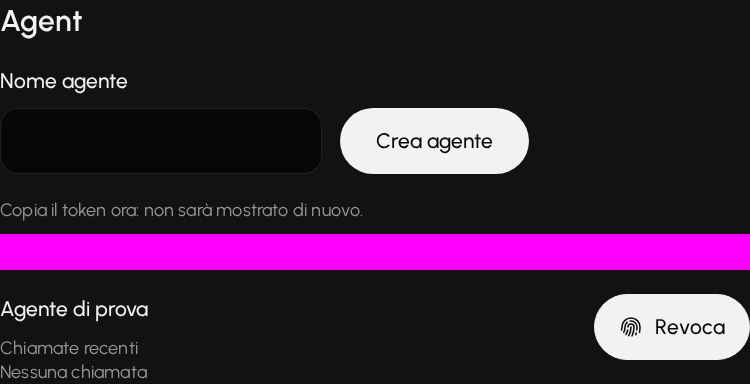 Agent
Nome agente
Crea agente
Copia il token ora: non sarà mostrato di nuovo.
Agente di prova
Revoca
Chiamate recenti
Nessuna chiamata